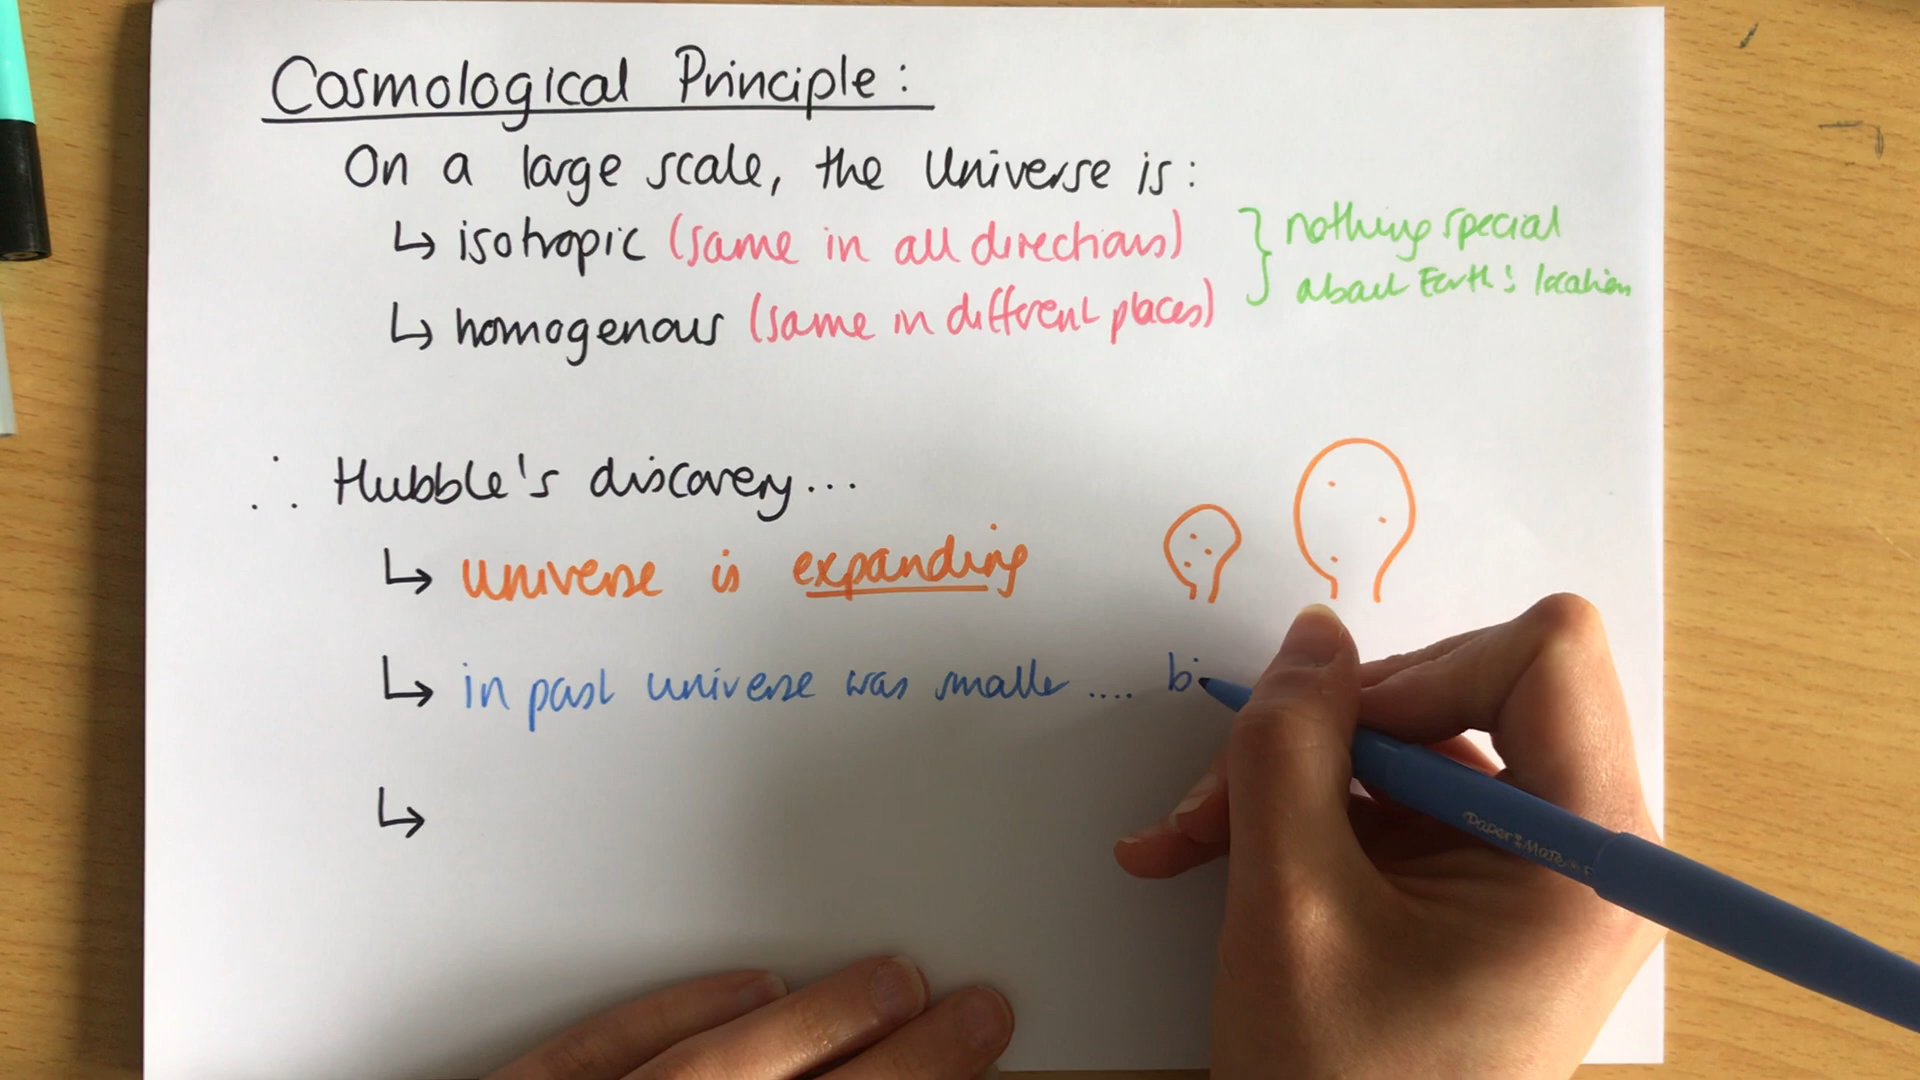 Cosmological Principle:
On a large scale, the Universe is:
↳ isotropic (same in all directions) } nothing special
↳ homogenous (same in different places) about Earth's location
∴ Hubble's discovery...
↳ universe is expanding
↳ in past universe was smaller .... bi
↳
Paper:Mate